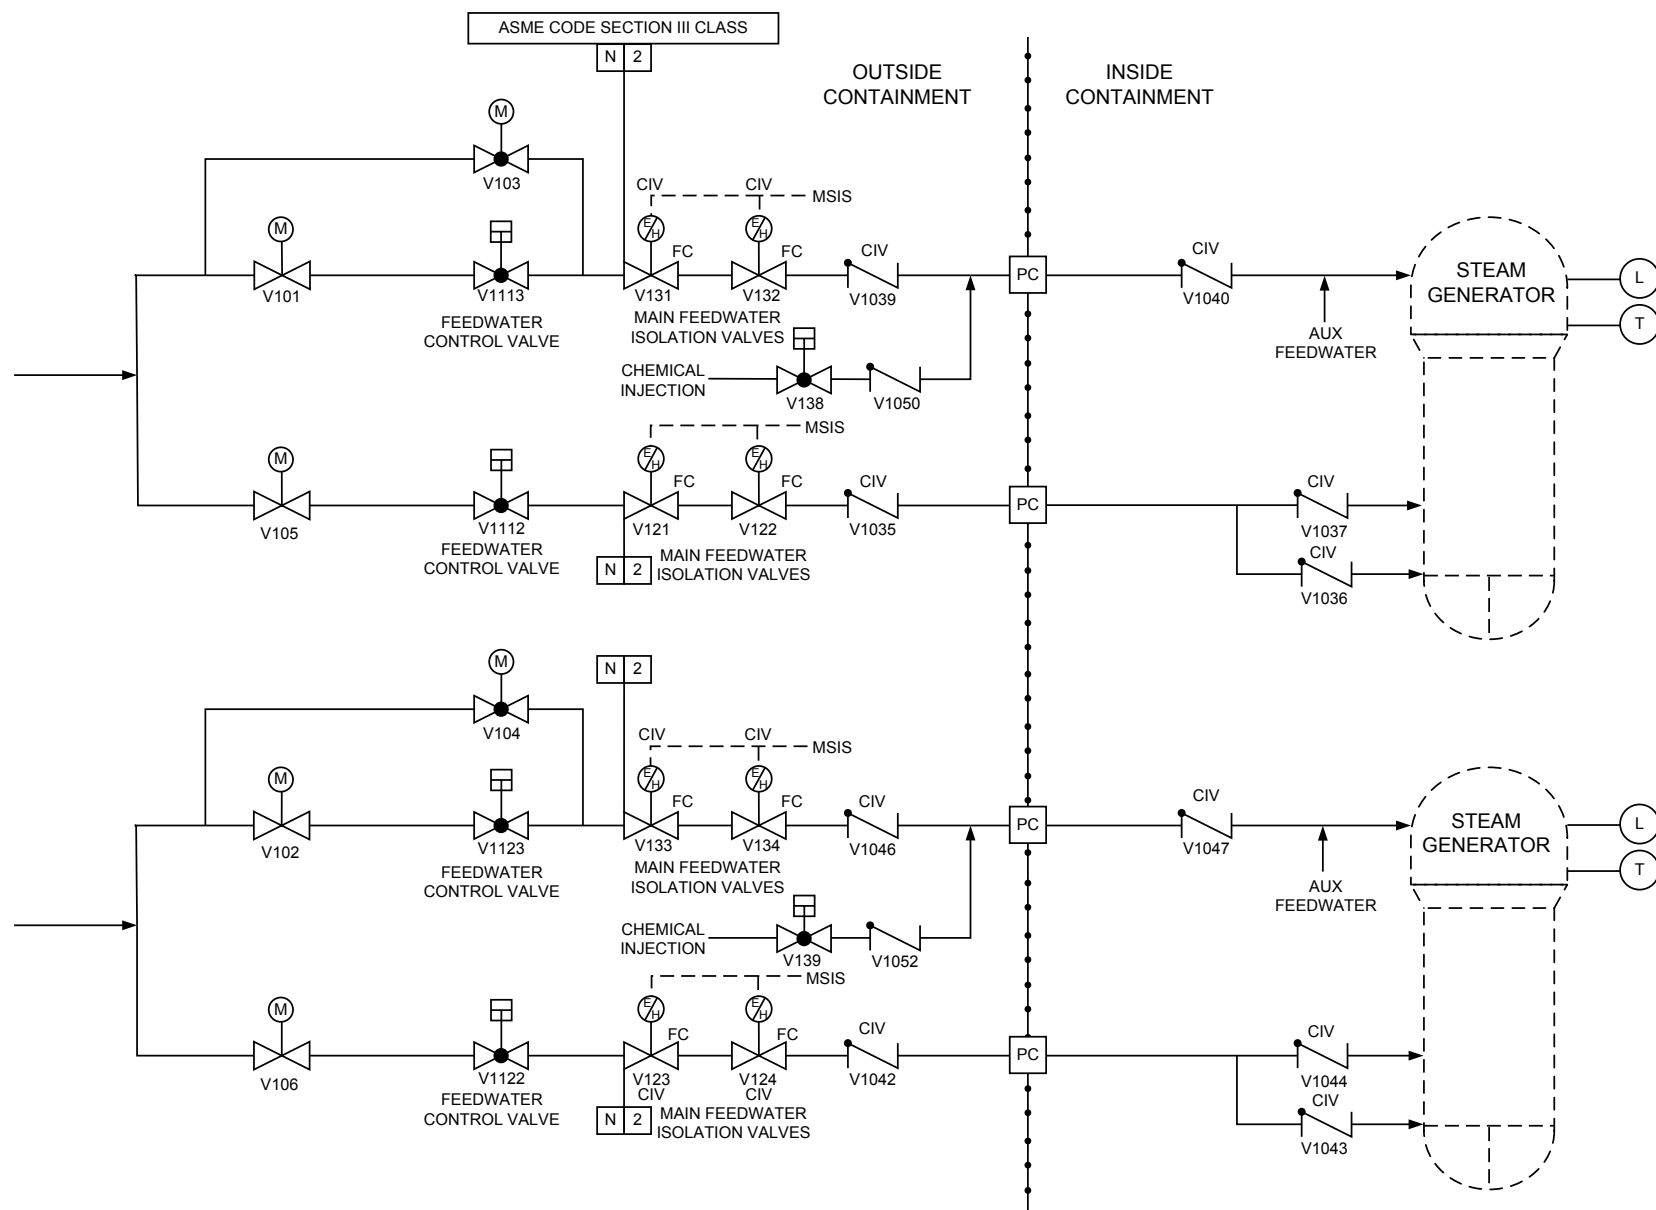 ASME CODE SECTION III CLASS
N 2
OUTSIDE
CONTAINMENT
INSIDE
CONTAINMENT
M
V103
CIV
CIV
MSIS
M
V101
V1113
FEEDWATER
CONTROL VALVE
E/H
FC
V131
E/H
FC
V132
MAIN FEEDWATER
ISOLATION VALVES
CIV
V1039
PC
CIV
V1040
AUX
FEEDWATER
STEAM
GENERATOR
L
T
CHEMICAL
INJECTION
V138
V1050
MSIS
M
V105
V1112
FEEDWATER
CONTROL VALVE
E/H
FC
V121
E/H
FC
V122
N 2
MAIN FEEDWATER
ISOLATION VALVES
CIV
V1035
PC
CIV
V1037
CIV
V1036
N 2
M
V104
CIV
CIV
MSIS
M
V102
V1123
FEEDWATER
CONTROL VALVE
E/H
FC
V133
E/H
FC
V134
MAIN FEEDWATER
ISOLATION VALVES
CIV
V1046
PC
CIV
V1047
AUX
FEEDWATER
STEAM
GENERATOR
L
T
CHEMICAL
INJECTION
V139
V1052
MSIS
M
V106
V1122
FEEDWATER
CONTROL VALVE
E/H
FC
V123
CIV
E/H
FC
V124
CIV
N 2
MAIN FEEDWATER
ISOLATION VALVES
CIV
V1042
PC
CIV
V1044
CIV
V1043